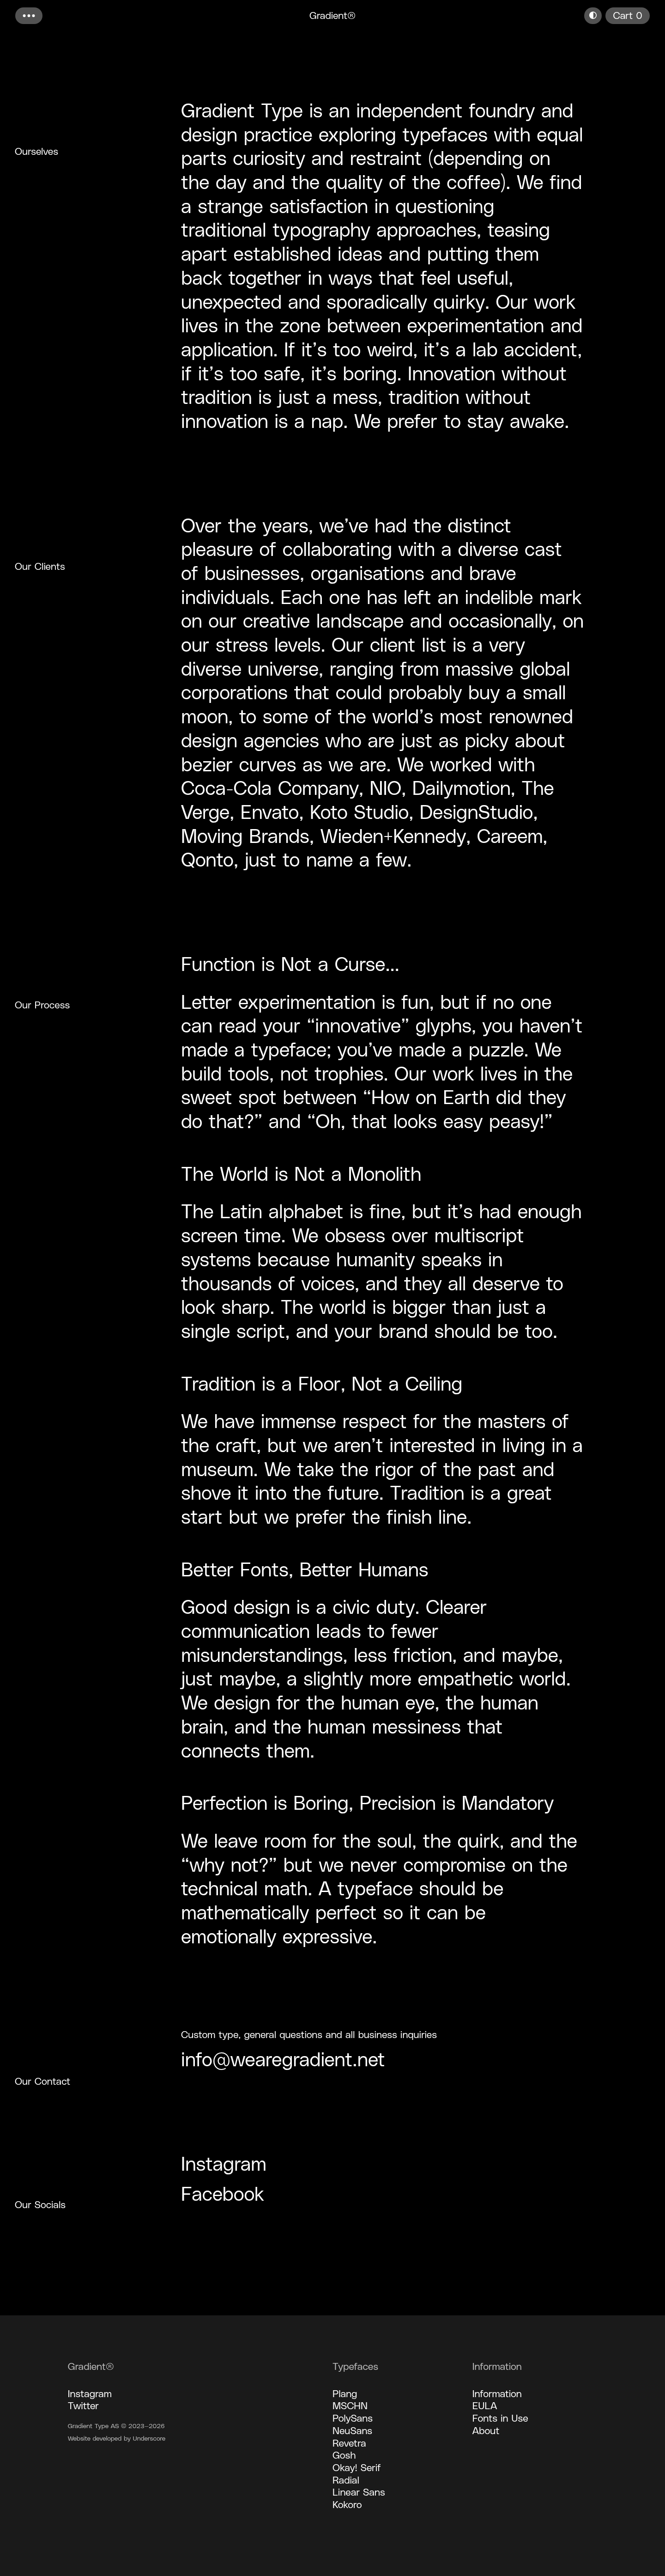 Gradient®
Cart 0
Ourselves
Gradient Type is an independent foundry and
design practice exploring typefaces with equal
parts curiosity and restraint (depending on
the day and the quality of the coffee). We find
a strange satisfaction in questioning
traditional typography approaches, teasing
apart established ideas and putting them
back together in ways that feel useful,
unexpected and sporadically quirky. Our work
lives in the zone between experimentation and
application. If it’s too weird, it’s a lab accident,
if it’s too safe, it’s boring. Innovation without
tradition is just a mess, tradition without
innovation is a nap. We prefer to stay awake.
Our Clients
Over the years, we’ve had the distinct
pleasure of collaborating with a diverse cast
of businesses, organisations and brave
individuals. Each one has left an indelible mark
on our creative landscape and occasionally, on
our stress levels. Our client list is a very
diverse universe, ranging from massive global
corporations that could probably buy a small
moon, to some of the world’s most renowned
design agencies who are just as picky about
bezier curves as we are. We worked with
Coca-Cola Company, NIO, Dailymotion, The
Verge, Envato, Koto Studio, DesignStudio,
Moving Brands, Wieden+Kennedy, Careem,
Qonto, just to name a few.
Our Process
Function is Not a Curse...
Letter experimentation is fun, but if no one
can read your “innovative” glyphs, you haven’t
made a typeface; you’ve made a puzzle. We
build tools, not trophies. Our work lives in the
sweet spot between “How on Earth did they
do that?” and “Oh, that looks easy peasy!”
The World is Not a Monolith
The Latin alphabet is fine, but it’s had enough
screen time. We obsess over multiscript
systems because humanity speaks in
thousands of voices, and they all deserve to
look sharp. The world is bigger than just a
single script, and your brand should be too.
Tradition is a Floor, Not a Ceiling
We have immense respect for the masters of
the craft, but we aren’t interested in living in a
museum. We take the rigor of the past and
shove it into the future. Tradition is a great
start but we prefer the finish line.
Better Fonts, Better Humans
Good design is a civic duty. Clearer
communication leads to fewer
misunderstandings, less friction, and maybe,
just maybe, a slightly more empathetic world.
We design for the human eye, the human
brain, and the human messiness that
connects them.
Perfection is Boring, Precision is Mandatory
We leave room for the soul, the quirk, and the
“why not?” but we never compromise on the
technical math. A typeface should be
mathematically perfect so it can be
emotionally expressive.
Our Contact
Custom type, general questions and all business inquiries
info@wearegradient.net
Our Socials
Instagram
Facebook
Gradient®
Instagram
Twitter
Gradient Type AS © 2023–2026
Website developed by Underscore
Typefaces
Plang
MSCHN
PolySans
NeuSans
Revetra
Gosh
Okay! Serif
Radial
Linear Sans
Kokoro
Information
Information
EULA
Fonts in Use
About